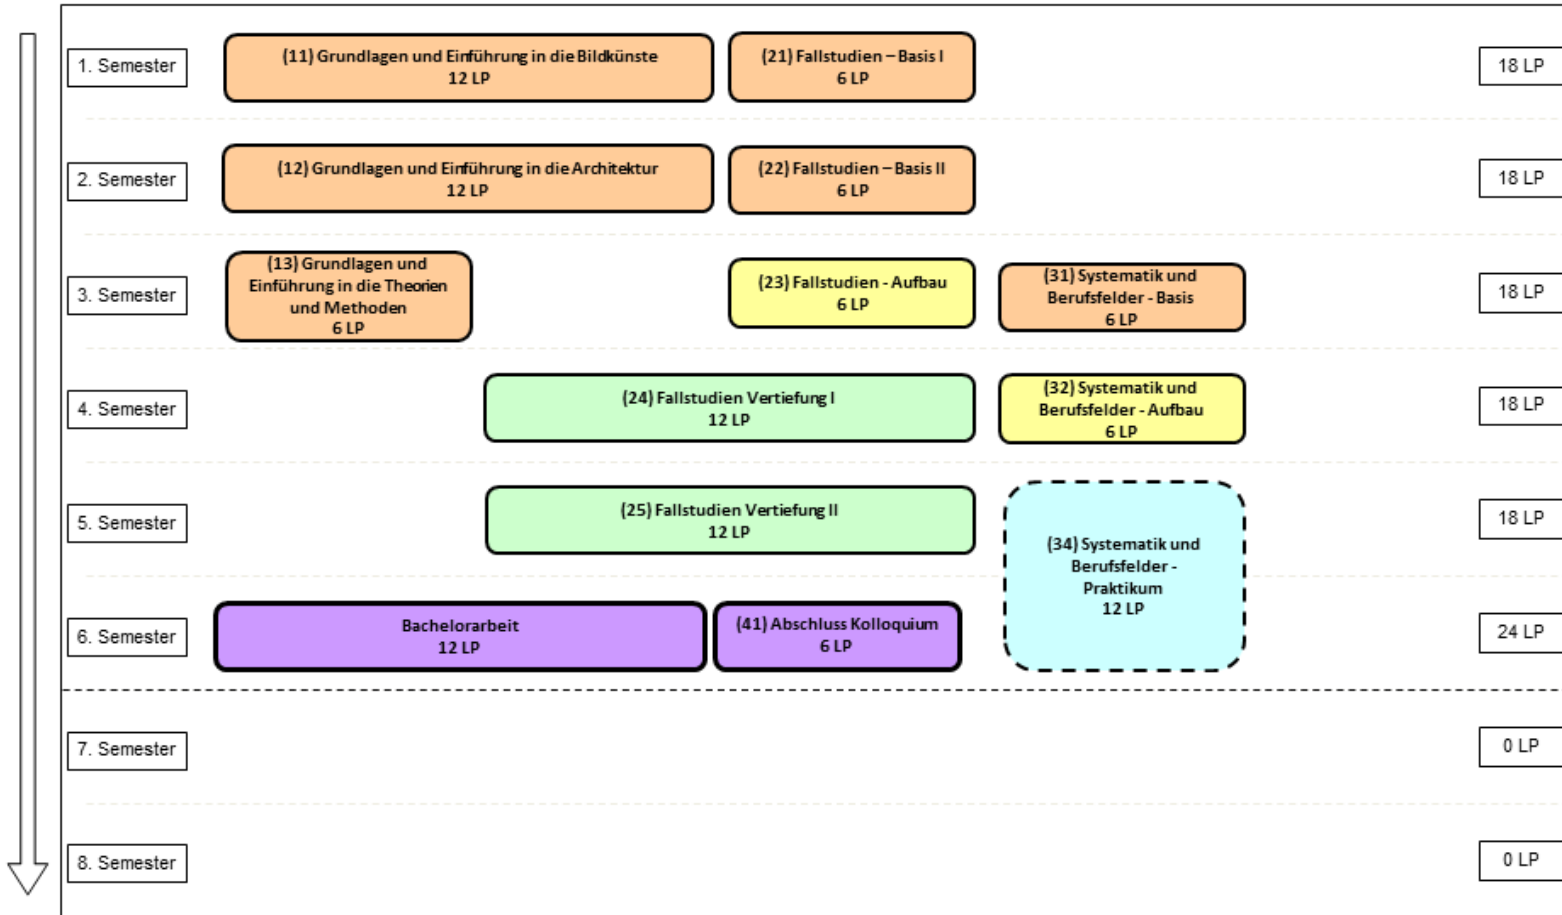 1. Semester
(11) Grundlagen und Einführung in die Bildkünste
12 LP
(21) Fallstudien – Basis I
6 LP
18 LP
2. Semester
(12) Grundlagen und Einführung in die Architektur
12 LP
(22) Fallstudien – Basis II
6 LP
18 LP
3. Semester
(13) Grundlagen und
Einführung in die Theorien
und Methoden
6 LP
(23) Fallstudien - Aufbau
6 LP
(31) Systematik und
Berufsfelder - Basis
6 LP
18 LP
4. Semester
(24) Fallstudien Vertiefung I
12 LP
(32) Systematik und
Berufsfelder - Aufbau
6 LP
18 LP
5. Semester
(25) Fallstudien Vertiefung II
12 LP
(34) Systematik und
Berufsfelder -
Praktikum
12 LP
18 LP
6. Semester
Bachelorarbeit
12 LP
(41) Abschluss Kolloquium
6 LP
24 LP
7. Semester
0 LP
8. Semester
0 LP